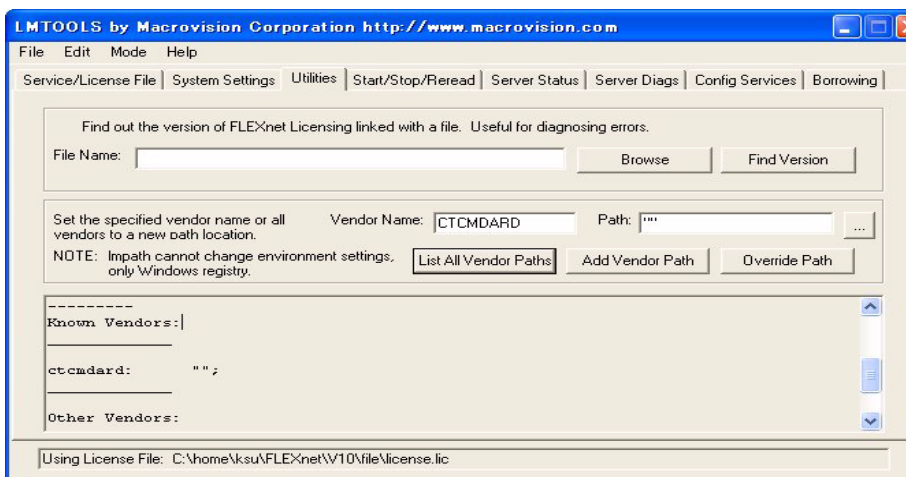 LMTOOLS by Macrovision Corporation http://www.macrovision.com
File Edit Mode Help
Service/License File System Settings Utilities Start/Stop/Reread Server Status Server Diags Config Services Borrowing
Find out the version of FLEXnet Licensing linked with a file. Useful for diagnosing errors.
File Name: Browse Find Version
Set the specified vendor name or all
vendors to a new path location.
Vendor Name: CTCMDARD Path: ""
...
NOTE: lmpath cannot change environment settings,
only Windows registry.
List All Vendor Paths Add Vendor Path Override Path
---------
Known Vendors:
_____________
ctcmdard: "";
_____________
Other Vendors:
Using License File: C:\home\ksu\FLEXnet\V10\file\license.lic